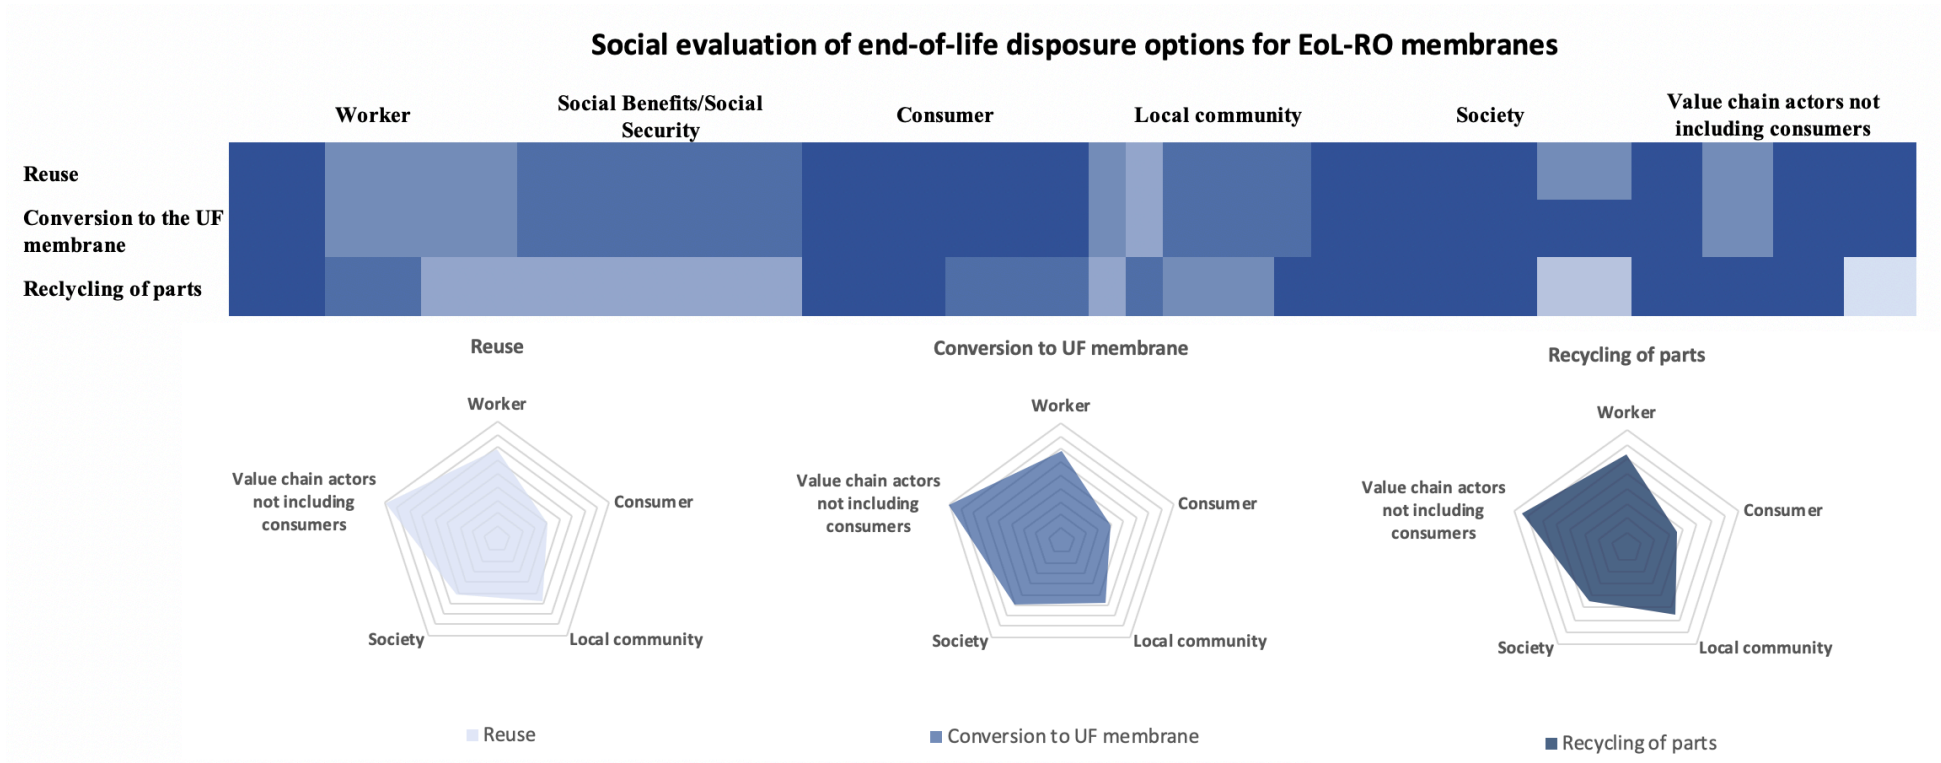 Social evaluation of end-of-life disposure options for EoL-RO membranes
Worker
Social Benefits/Social
Security
Consumer
Local community
Society
Value chain actors not
including consumers
Reuse
Conversion to the UF
membrane
Reclycling of parts
Reuse
Worker
Value chain actors
not including
consumers
Consumer
Society
Local community
Reuse
Conversion to UF membrane
Worker
Value chain actors
not including
consumers
Consumer
Society
Local community
Conversion to UF membrane
Recycling of parts
Worker
Value chain actors
not including
consumers
Consumer
Society
Local community
Recycling of parts